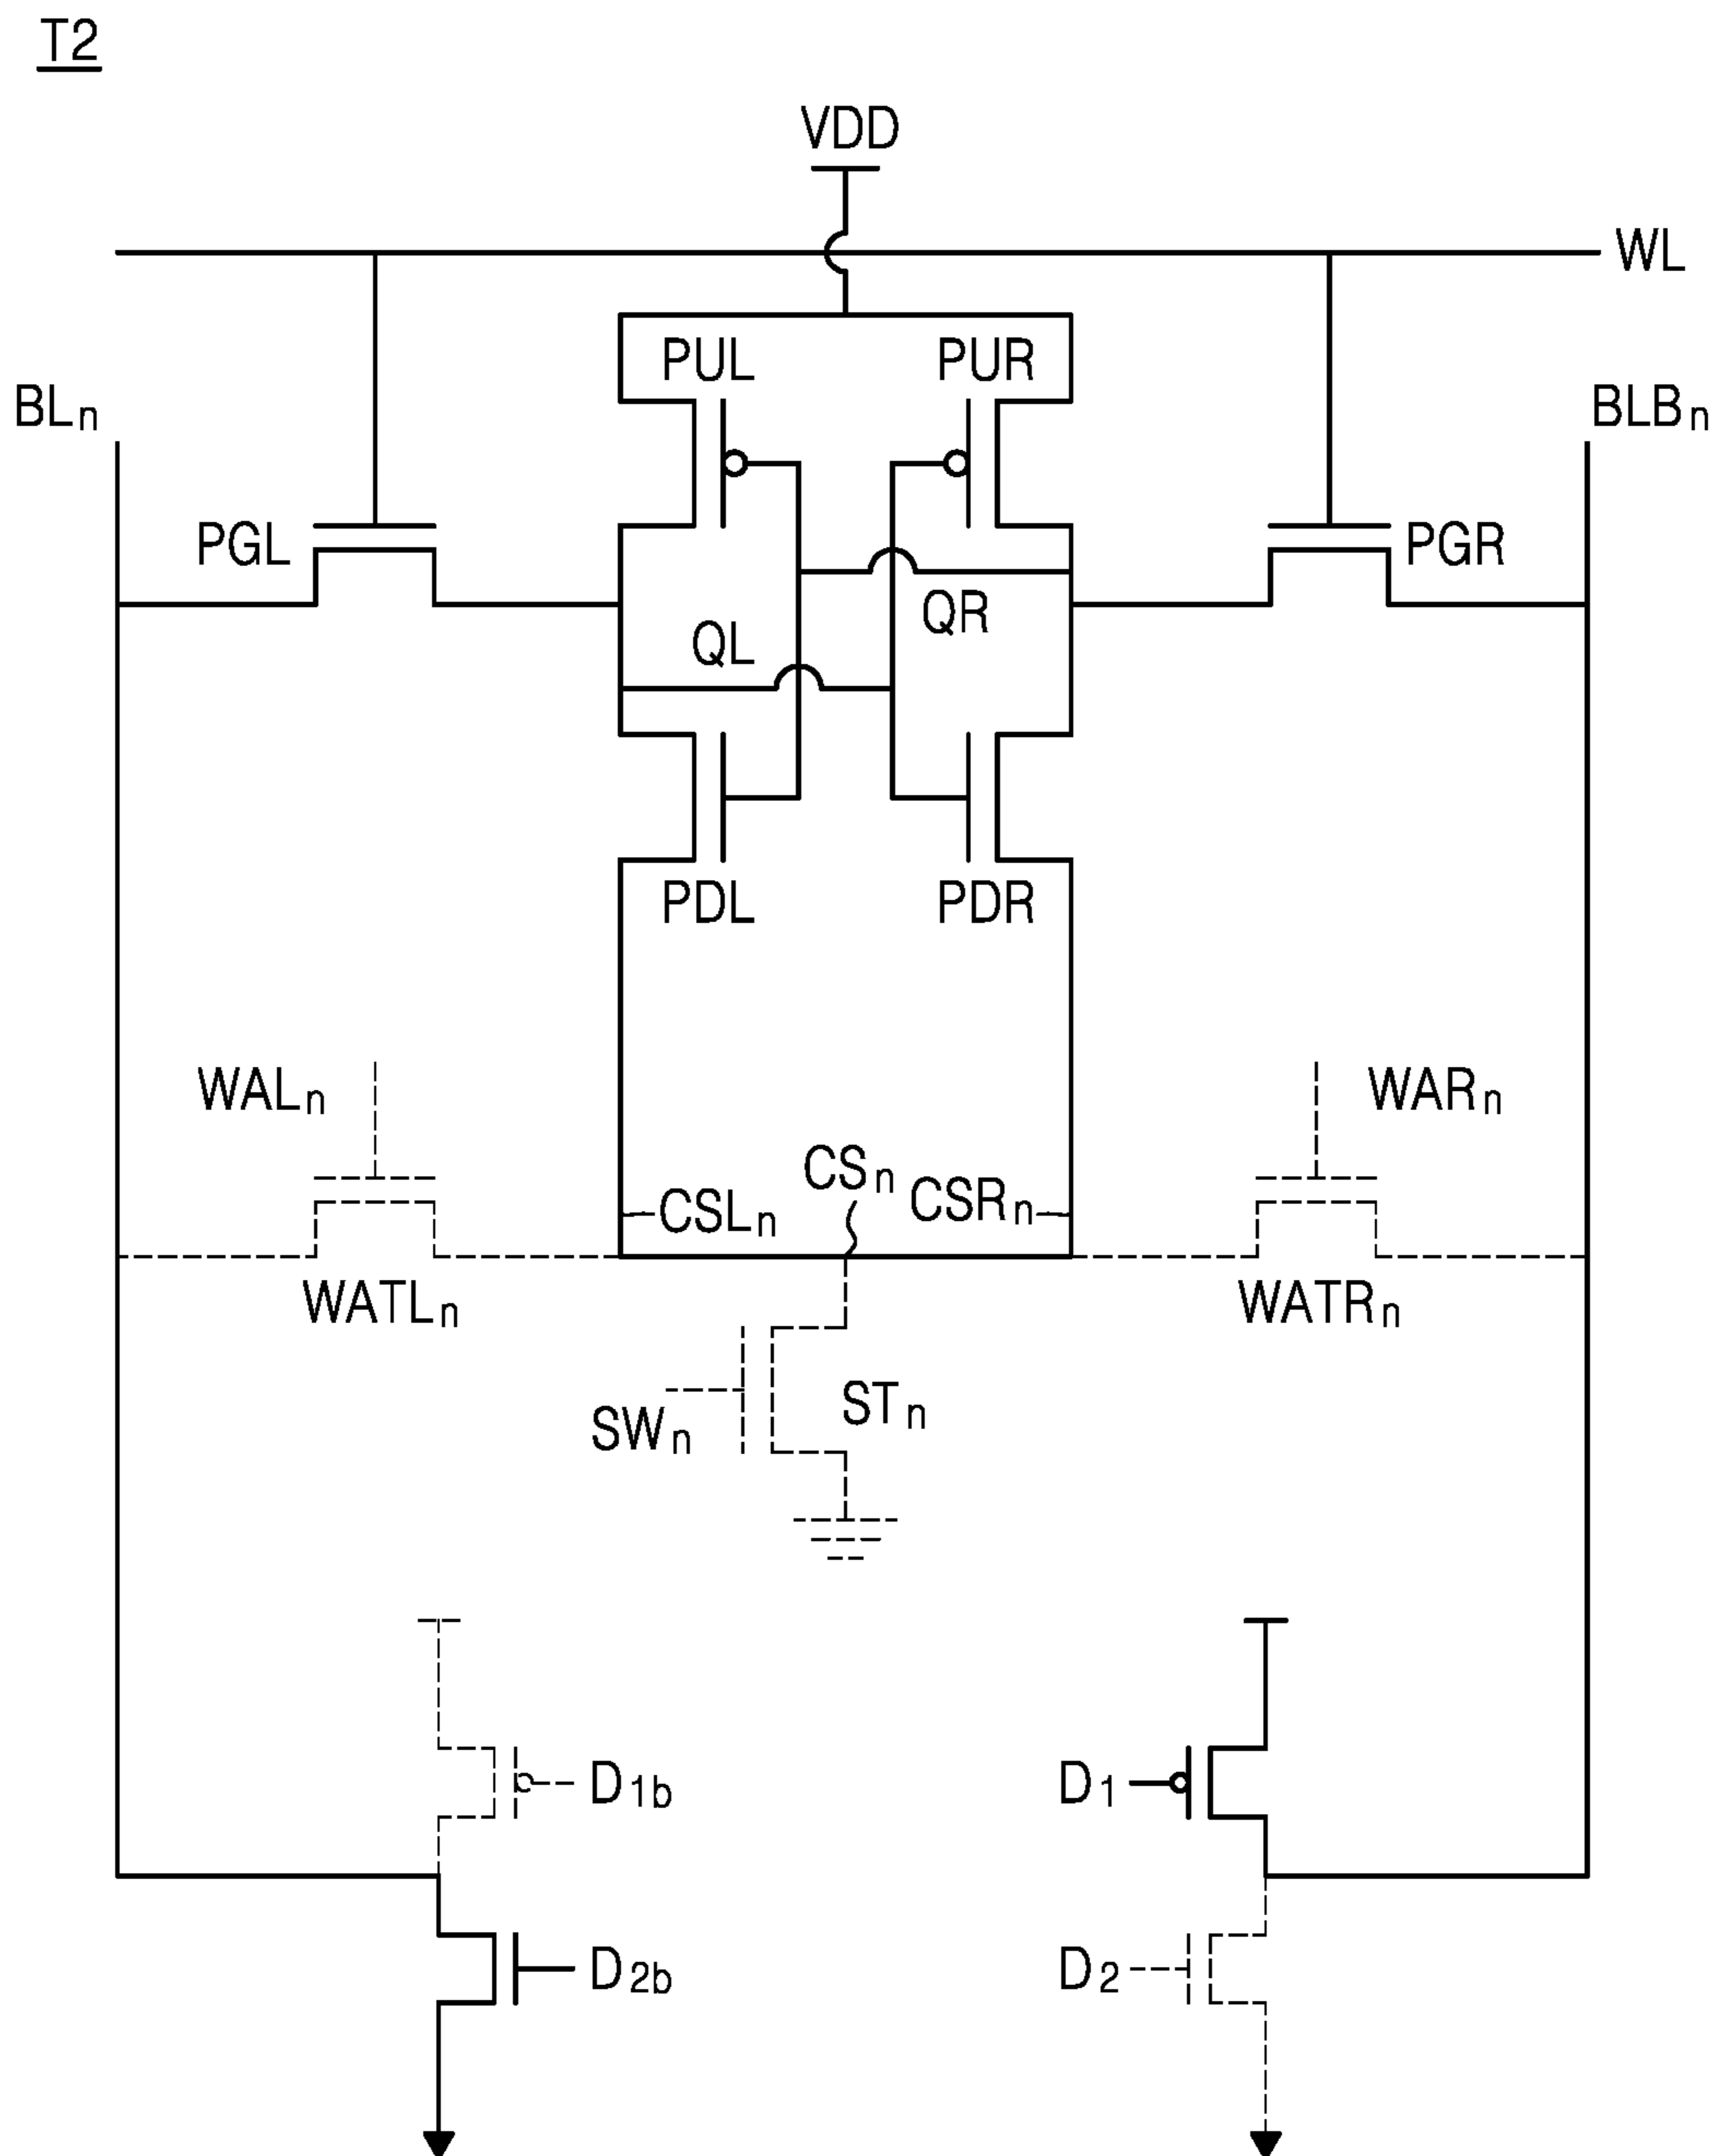 T2
VDD
WL
PUL PUR
BLn BLBn
PGL PGR
QL QR
PDL PDR
WALn WARn
CSn
CSLn CSRn
WATLn WATRn
SWn STn
D1b D1
D2b D2